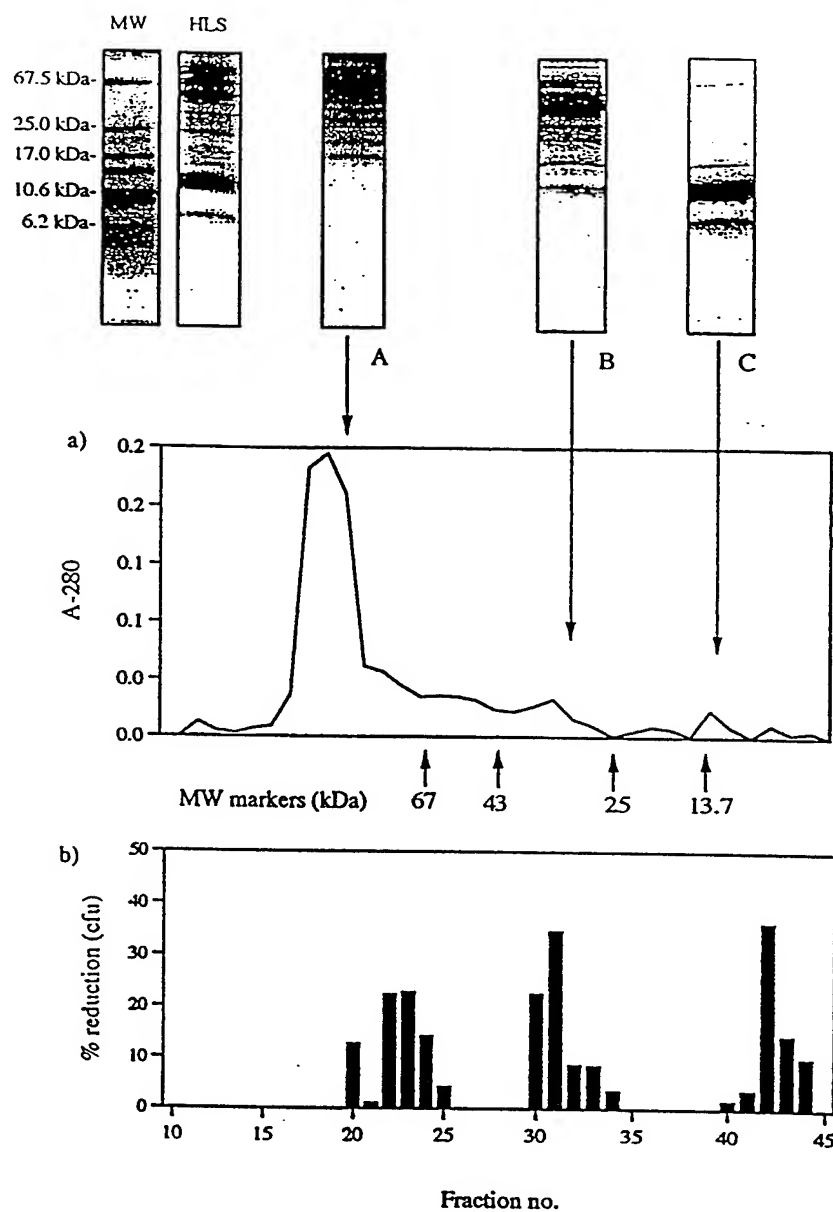 MW HLS
67.5 kDa-
25.0 kDa-
17.0 kDa-
10.6 kDa-
6.2 kDa-
A
B
C
a)
0.2
0.2
0.1
0.1
0.0
0.0
A-280
MW markers (kDa) 67 43 25 13.7
b)
50
40
30
20
10
0
% reduction (cfu)
10 15 20 25 30 35 40 45
Fraction no.